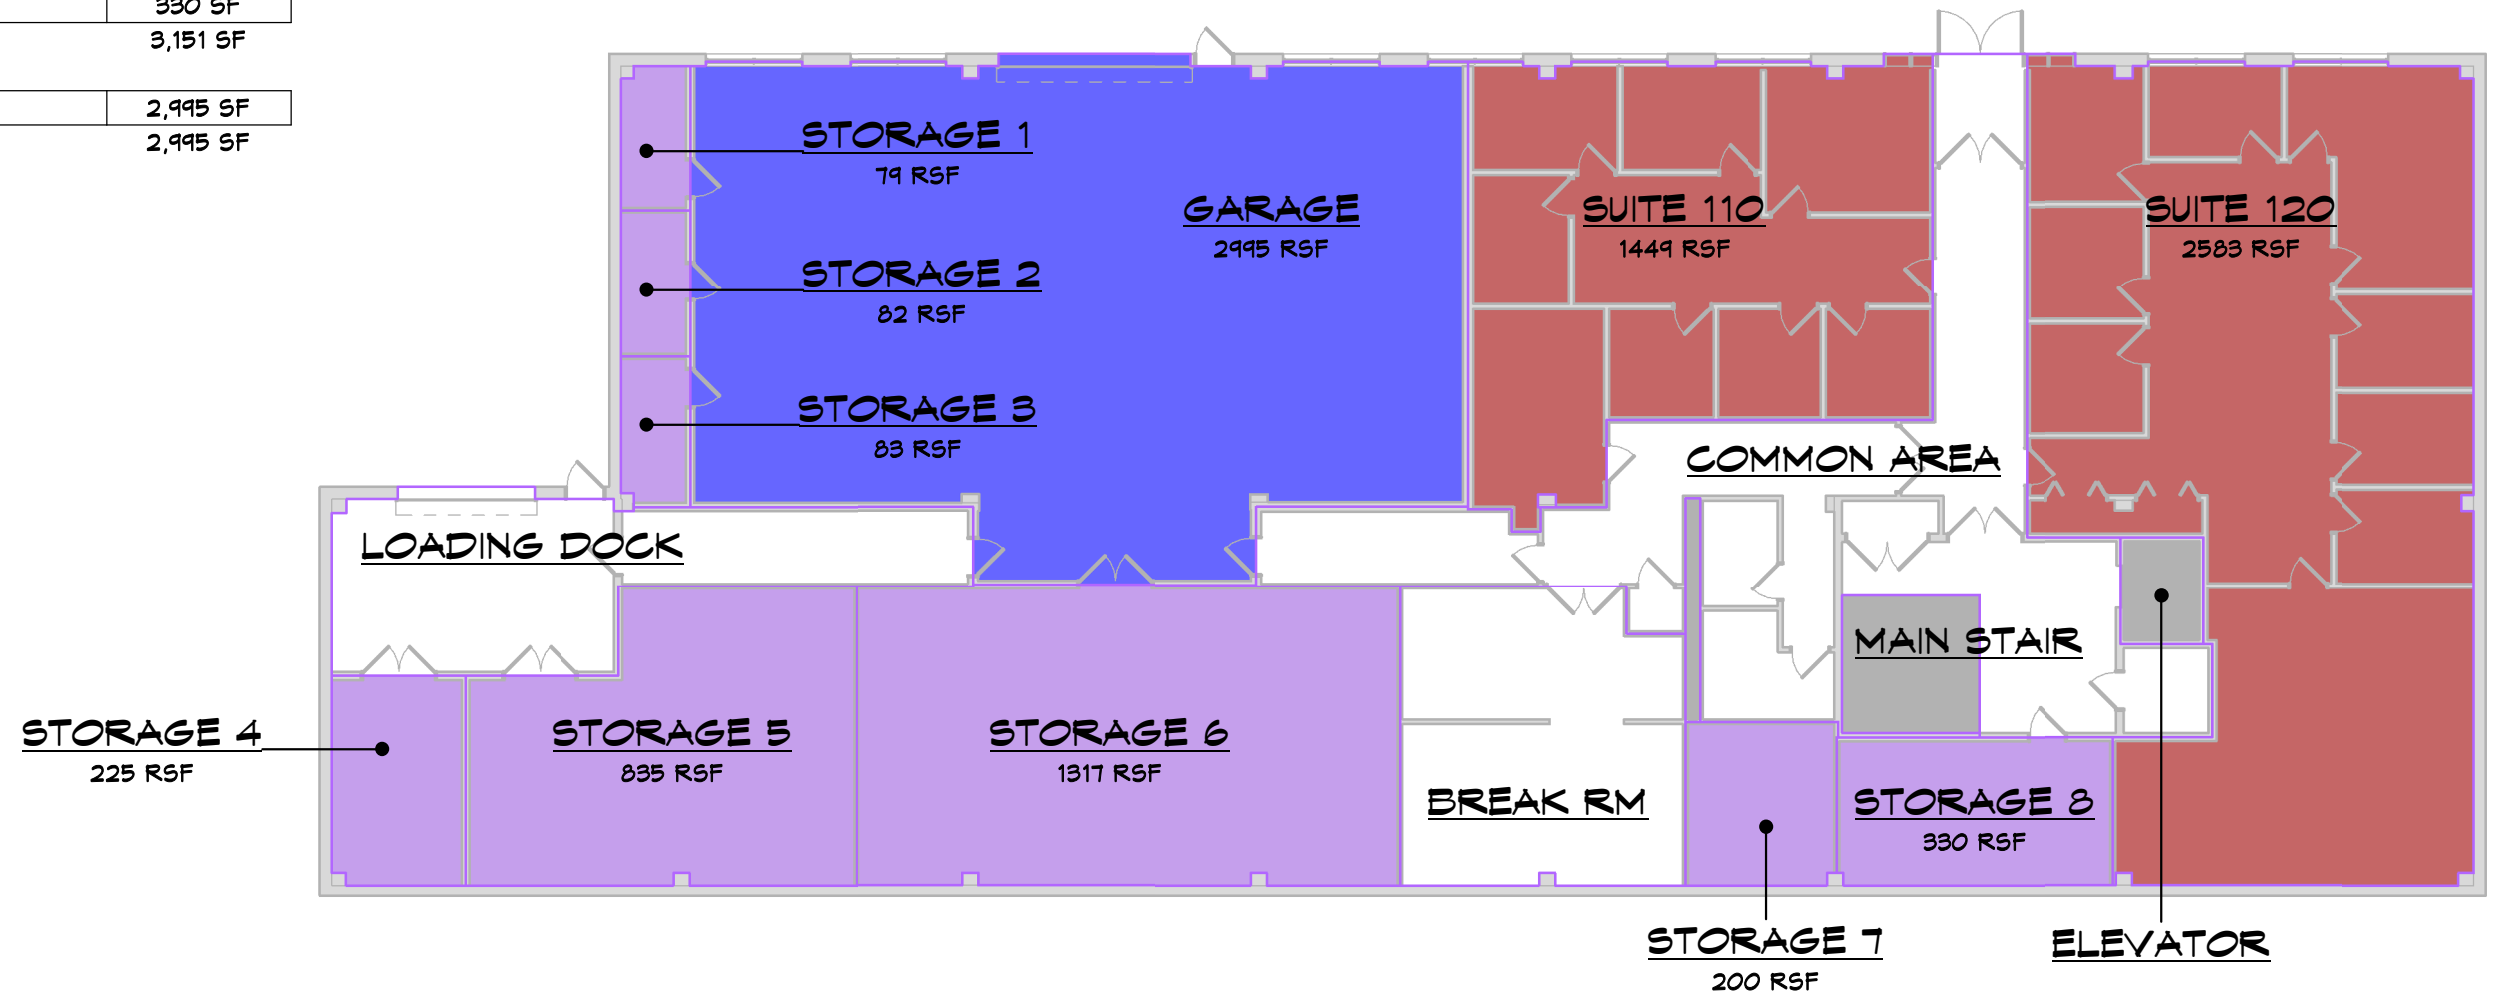 330 SF
3,151 SF
2,995 SF
2,995 SF
STORAGE 1
79 RSF
GARAGE
2995 RSF
SUITE 110
1449 RSF
SUITE 120
2583 RSF
STORAGE 2
82 RSF
STORAGE 3
83 RSF
COMMON AREA
LOADING DOCK
MAIN STAIR
STORAGE 4
225 RSF
STORAGE 5
835 RSF
STORAGE 6
1317 RSF
BREAK RM
STORAGE 8
330 RSF
STORAGE 7
200 RSF
ELEVATOR